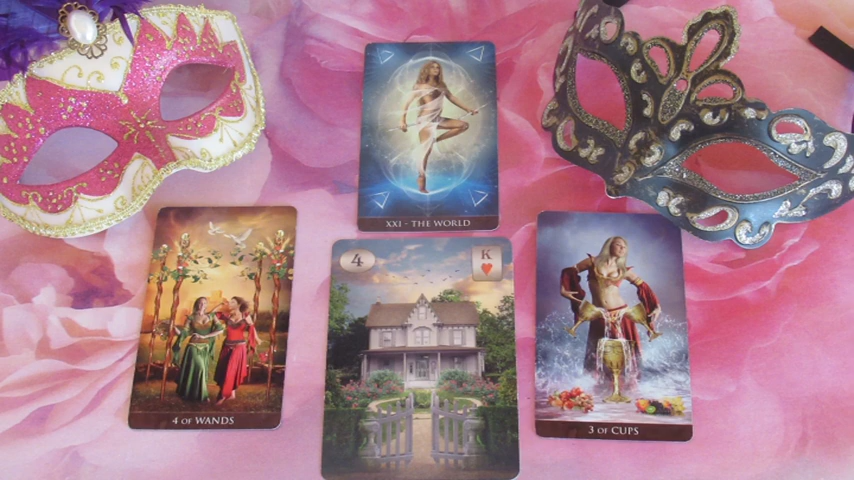 XXI - THE WORLD
4 OF WANDS
4
K
3 OF CUPS